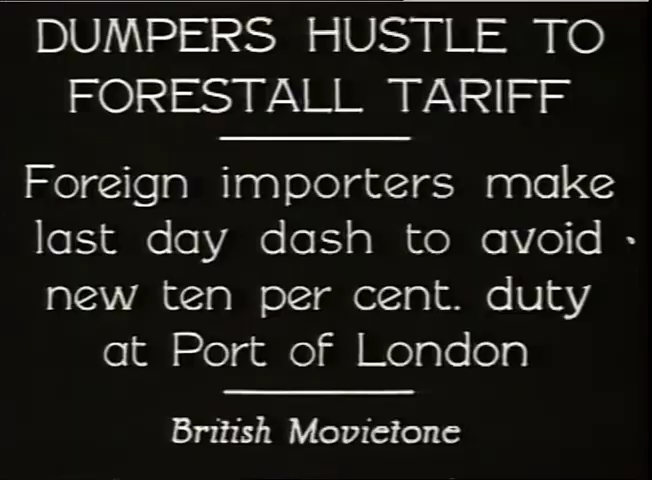 DUMPERS HUSTLE TO
FORESTALL TARIFF
Foreign importers make
last day dash to avoid
new ten per cent. duty
at Port of London
British Movietone